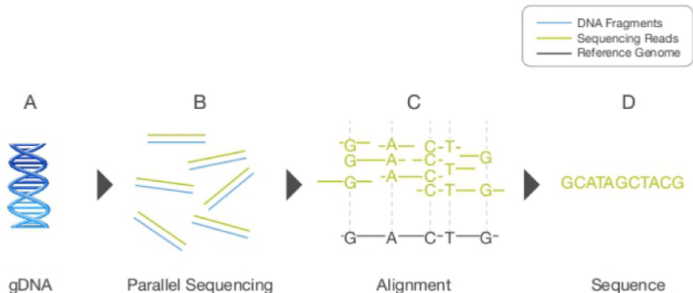 DNA Fragments
Sequencing Reads
Reference Genome
A
B
C
D
-G— -A— C-T-
G—A- -C— —G
—G— -A—C-T—
-C-T—G—
GCATAGCTACG
-G—A—C-T—G-
gDNA
Parallel Sequencing
Alignment
Sequence